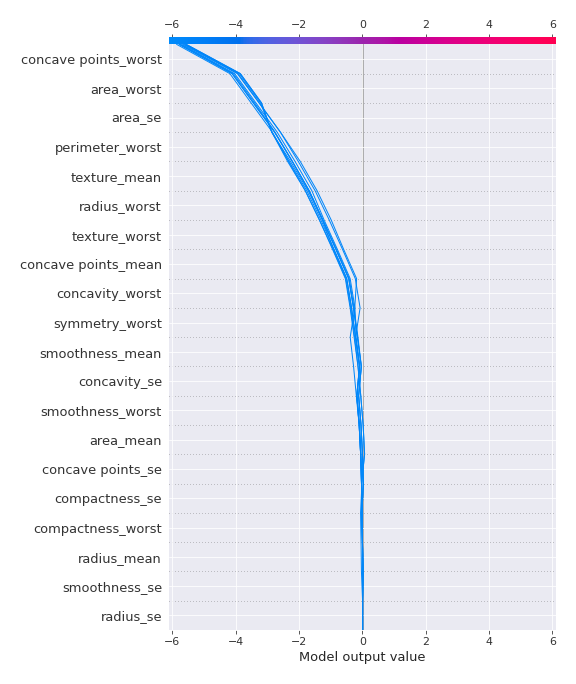 −6 −4 −2 0 2 4 6
concave points_worst
area_worst
area_se
perimeter_worst
texture_mean
radius_worst
texture_worst
concave points_mean
concavity_worst
symmetry_worst
smoothness_mean
concavity_se
smoothness_worst
area_mean
concave points_se
compactness_se
compactness_worst
radius_mean
smoothness_se
radius_se
−6 −4 −2 0 2 4 6
Model output value